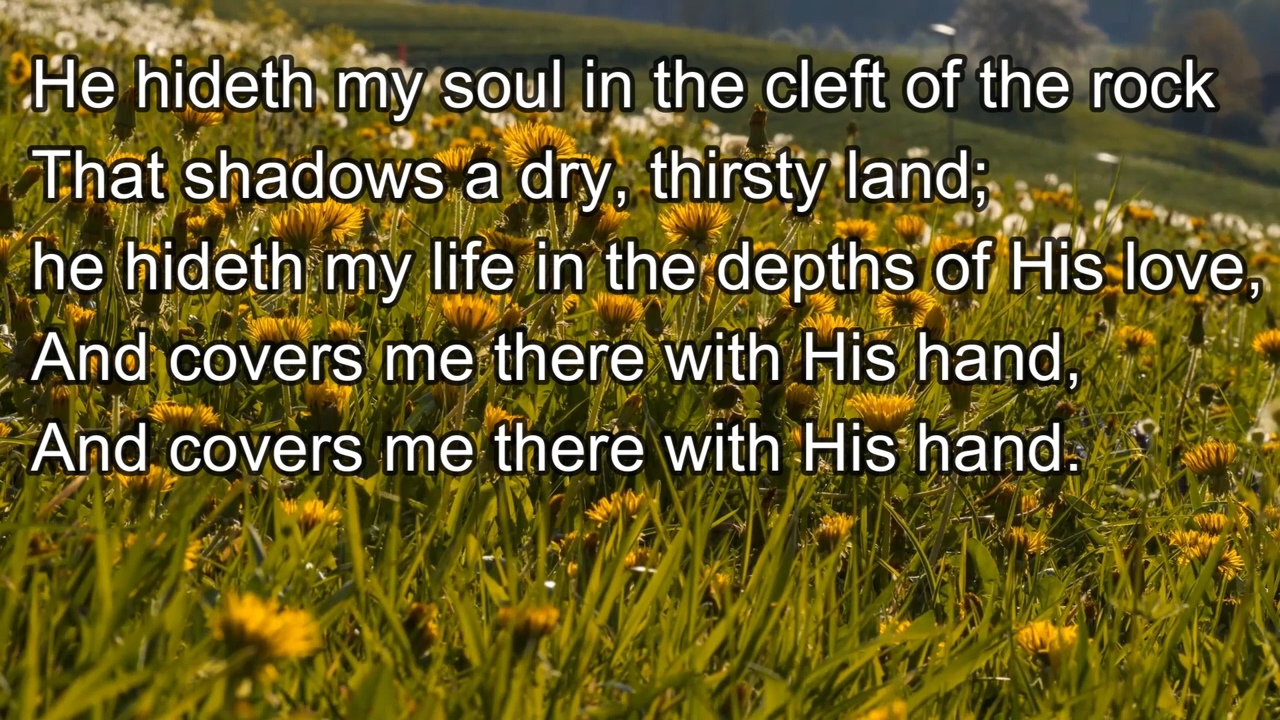 He hideth my soul in the cleft of the rock
That shadows a dry, thirsty land;
he hideth my life in the depths of His love,
And covers me there with His hand,
And covers me there with His hand.